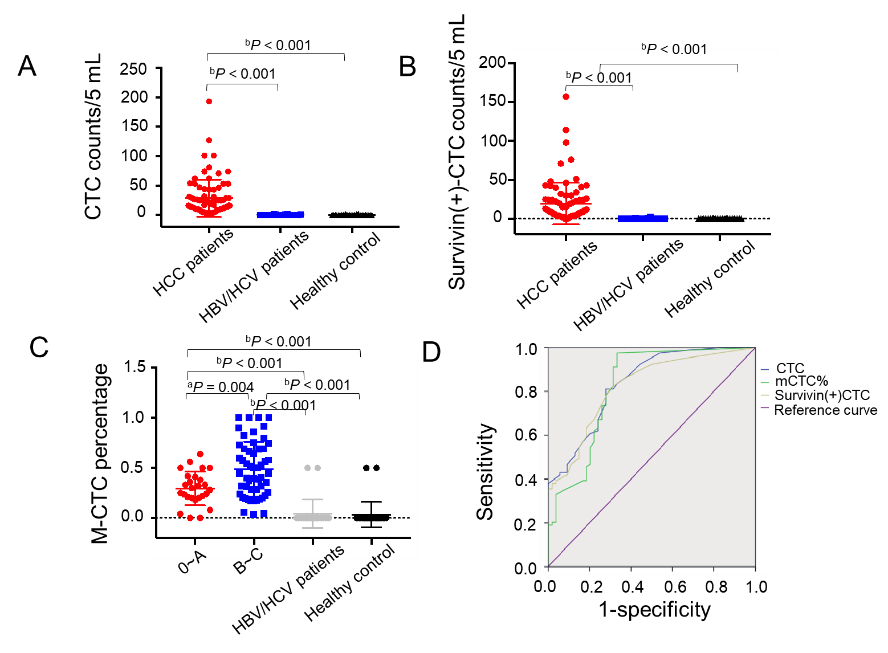 A
CTC counts/5 mL
ᵇP < 0.001
ᵇP < 0.001
250
200
150
100
50
0
HCC patients
HBV/HCV patients
Healthy control
B
Survivin(+)-CTC counts/5 mL
ᵇP < 0.001
ᵇP < 0.001
200
150
100
50
0
HCC patients
HBV/HCV patients
Healthy control
C
M-CTC percentage
ᵇP < 0.001
ᵇP < 0.001
ᵃP = 0.004
ᵇP < 0.001
ᵇP < 0.001
1.5
1.0
0.5
0.0
0~A
B~C
HBV/HCV patients
Healthy control
D
Sensitivity
1.0
0.8
0.6
0.4
0.2
0.0
0.0 0.2 0.4 0.6 0.8 1.0
1-specificity
CTC
mCTC%
Survivin(+)CTC
Reference curve